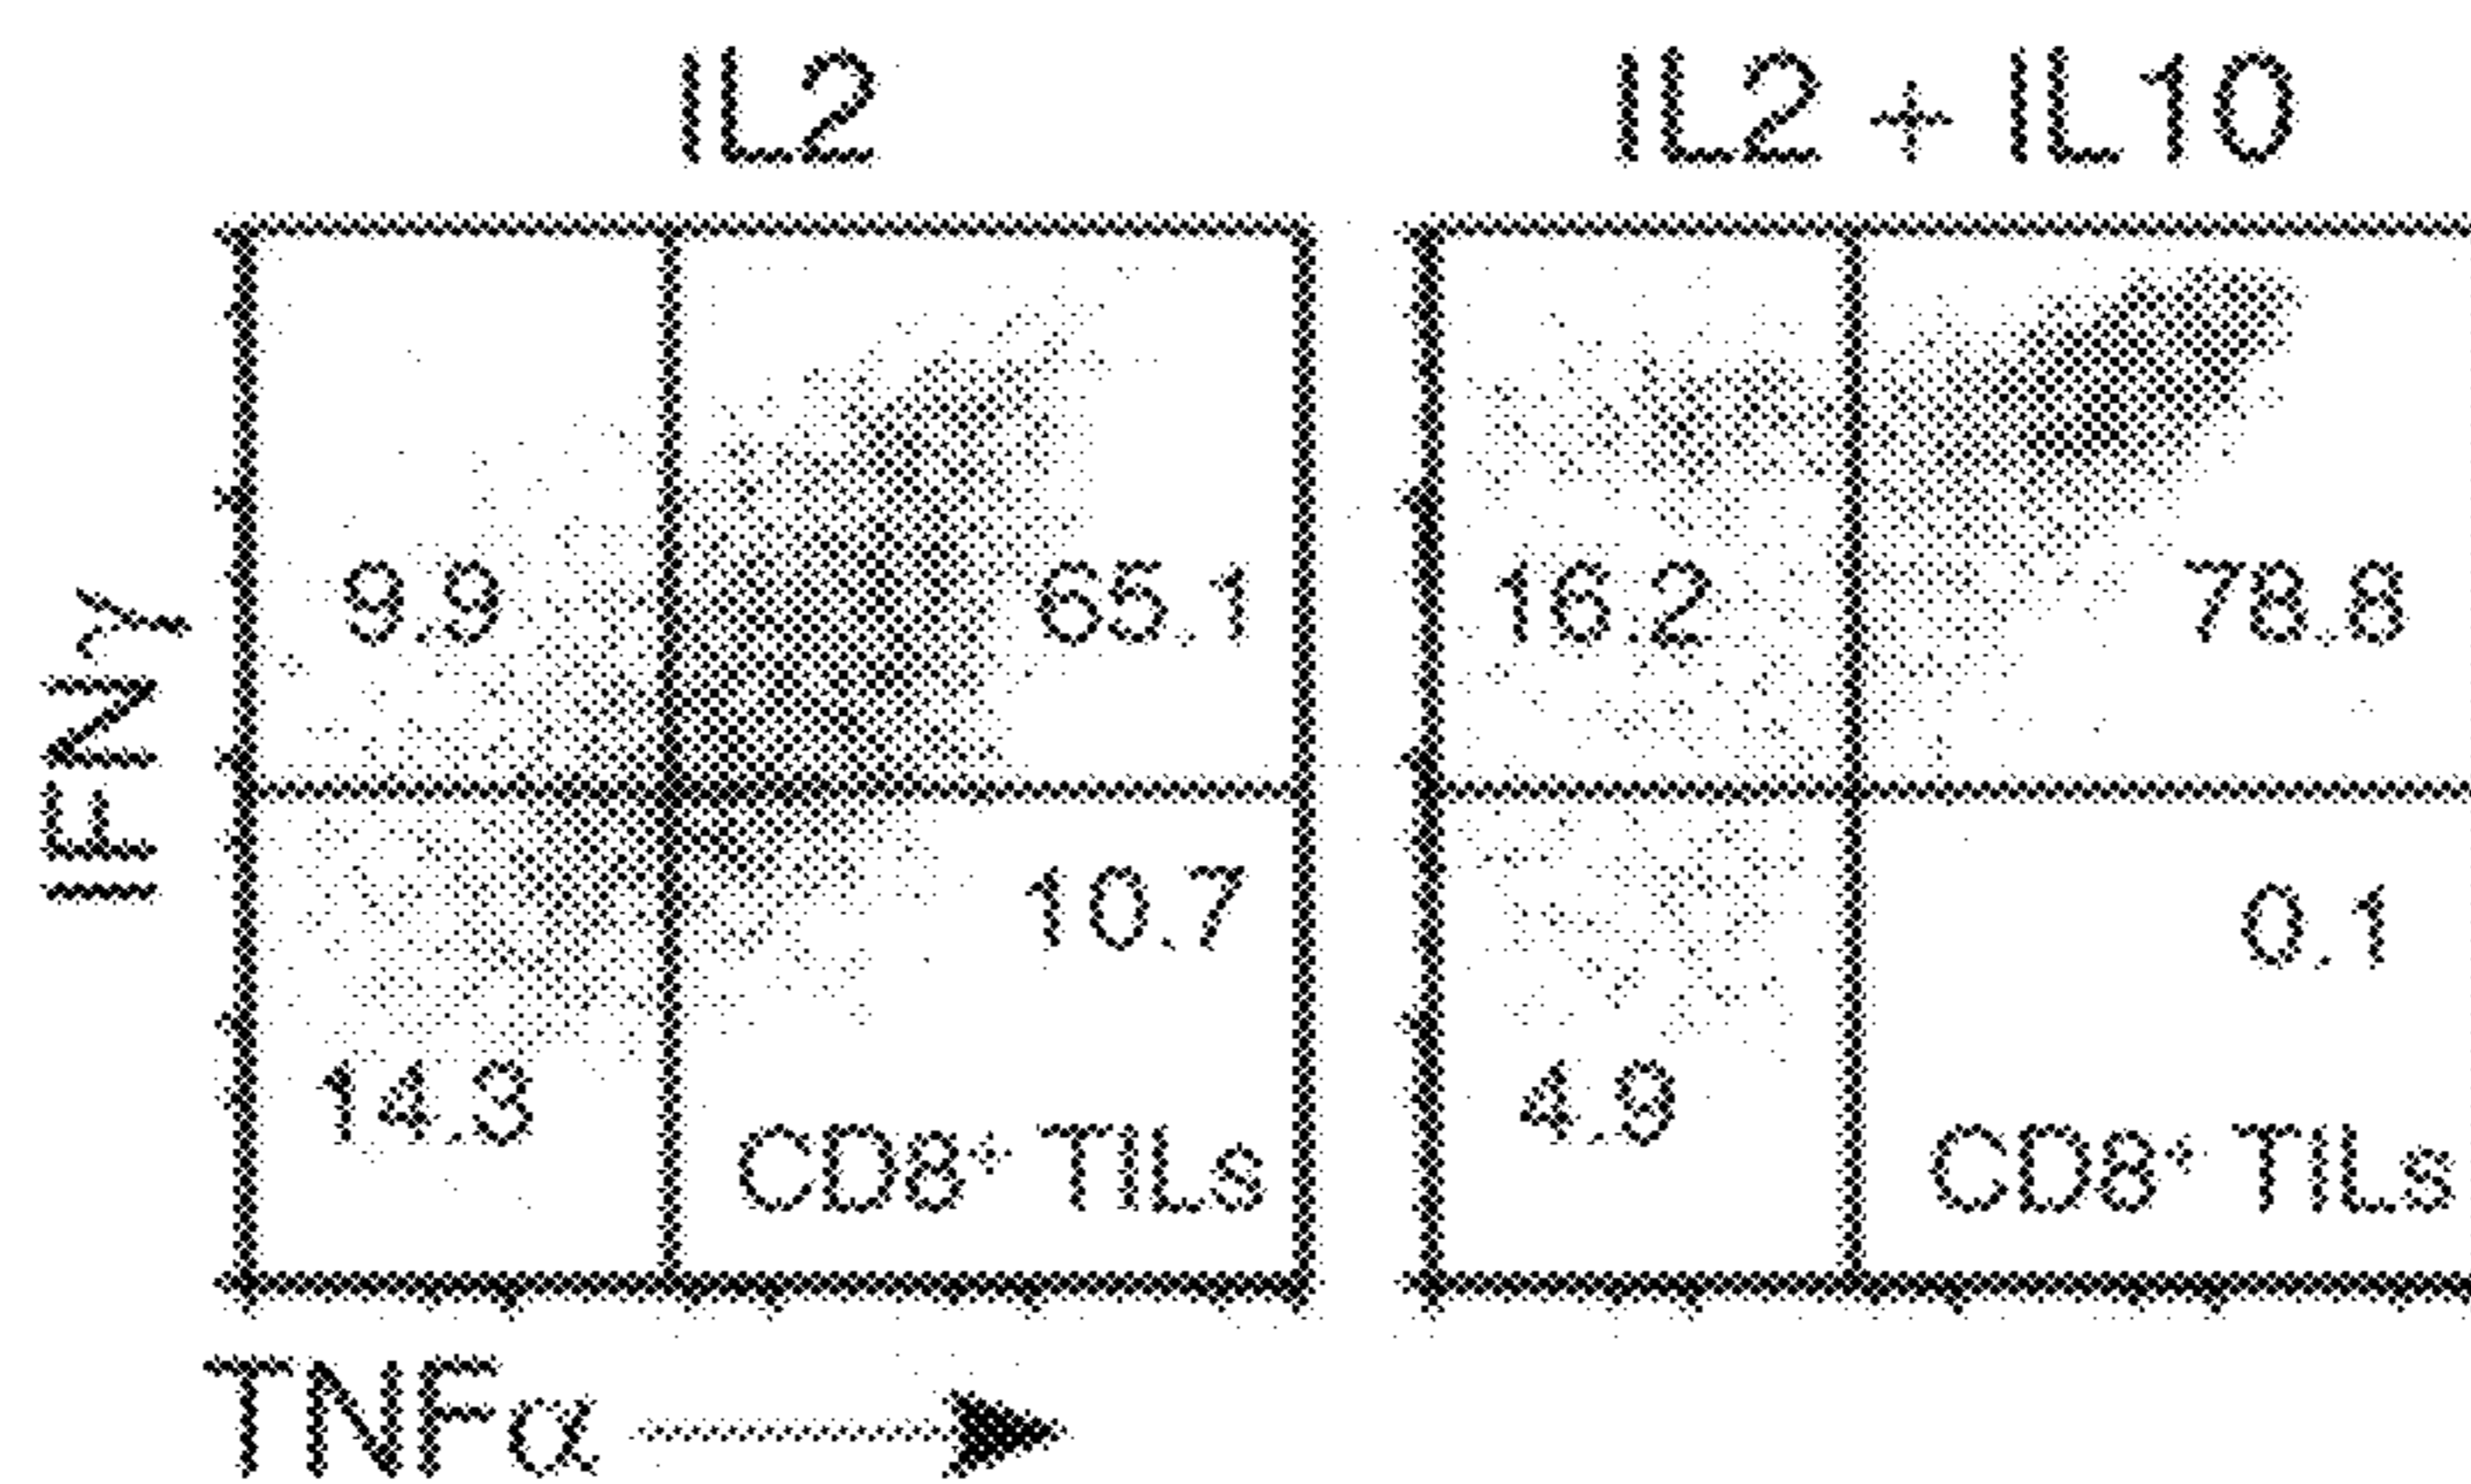 IL2
IL2 + IL10
IFNγ
9.9
65.1
16.2
78.8
10.7
0.1
14.3
4.9
CD8⁺ TILs
CD8⁺ TILs
TNFα